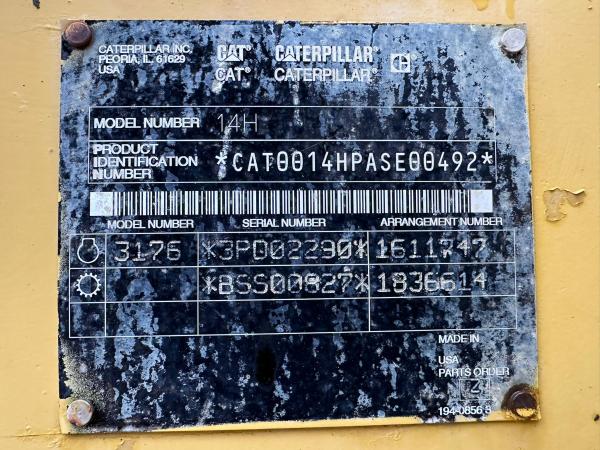 CATERPILLAR INC.
PEORIA, IL 61629
USA
CAT® CATERPILLAR®
CAT® CATERPILLAR®
MODEL NUMBER 14H
PRODUCT
IDENTIFICATION
NUMBER *CAT0014HPASE00492*
MODEL NUMBER SERIAL NUMBER ARRANGEMENT NUMBER
3176 *3PD02290* 1611747
*BSS00827* 1836614
MADE IN
USA
PARTS ORDER
194-0856